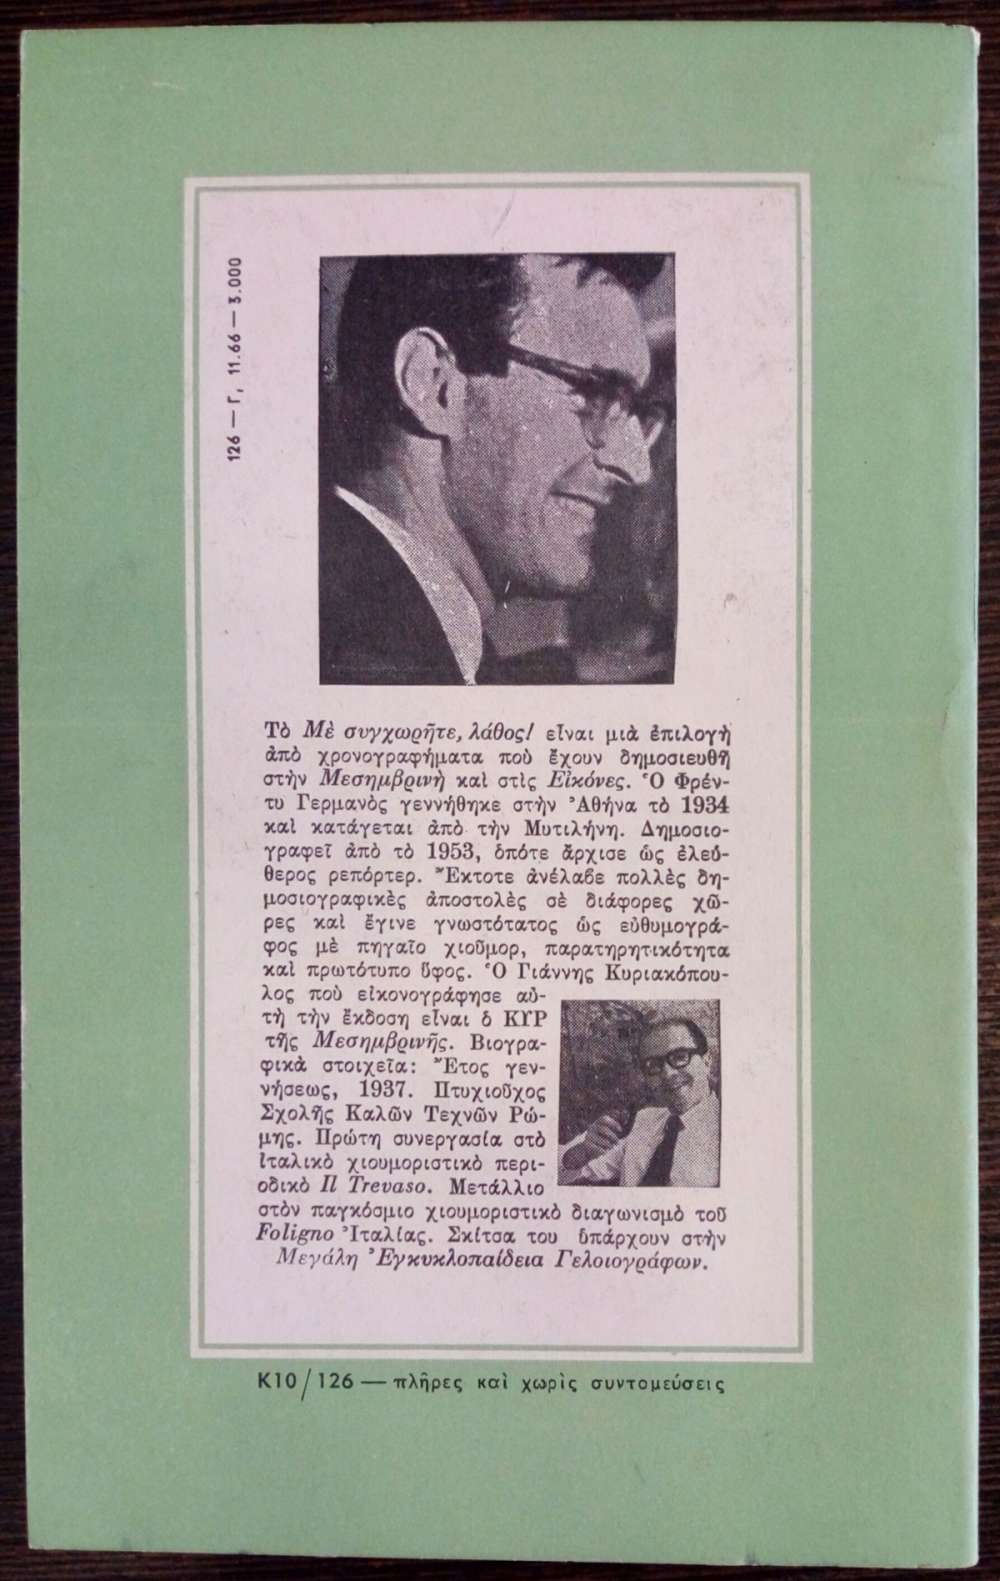 126 — Γ, 11.66 — 3.000
Τὸ Μὲ συγχωρῆτε, λάθος! εἶναι μιὰ ἐπιλογὴ
ἀπὸ χρονογραφήματα ποὺ ἔχουν δημοσιευθῆ
στὴν Μεσημβρινὴ καὶ στὶς Εἰκόνες. Ὁ Φρέν-
τυ Γερμανὸς γεννήθηκε στὴν Ἀθήνα τὸ 1934
καὶ κατάγεται ἀπὸ τὴν Μυτιλήνη. Δημοσιο-
γραφεῖ ἀπὸ τὸ 1953, ὁπότε ἄρχισε ὡς ἐλεύ-
θερος ρεπόρτερ. Ἔκτοτε ἀνέλαβε πολλὲς δη-
μοσιογραφικὲς ἀποστολὲς σὲ διάφορες χῶ-
ρες καὶ ἔγινε γνωστότατος ὡς εὐθυμογρά-
φος μὲ πηγαῖο χιοῦμορ, παρατηρητικότητα
καὶ πρωτότυπο ὕφος. Ὁ Γιάννης Κυριακόπου-
λος ποὺ εἰκονογράφησε αὐ-
τὴ τὴν ἔκδοση εἶναι ὁ ΚΥΡ
τῆς Μεσημβρινῆς. Βιογρα-
φικὰ στοιχεῖα: Ἔτος γεν-
νήσεως, 1937. Πτυχιοῦχος
Σχολῆς Καλῶν Τεχνῶν Ρώ-
μης. Πρώτη συνεργασία στὸ
ἰταλικὸ χιουμοριστικὸ περι-
οδικὸ Il Trevaso. Μετάλλιο
στὸν παγκόσμιο χιουμοριστικὸ διαγωνισμὸ τοῦ
Foligno Ἰταλίας. Σκίτσα του ὑπάρχουν στὴν
Μεγάλη Ἐγκυκλοπαίδεια Γελοιογράφων.
Κ10/126 — πλῆρες καὶ χωρὶς συντομεύσεις